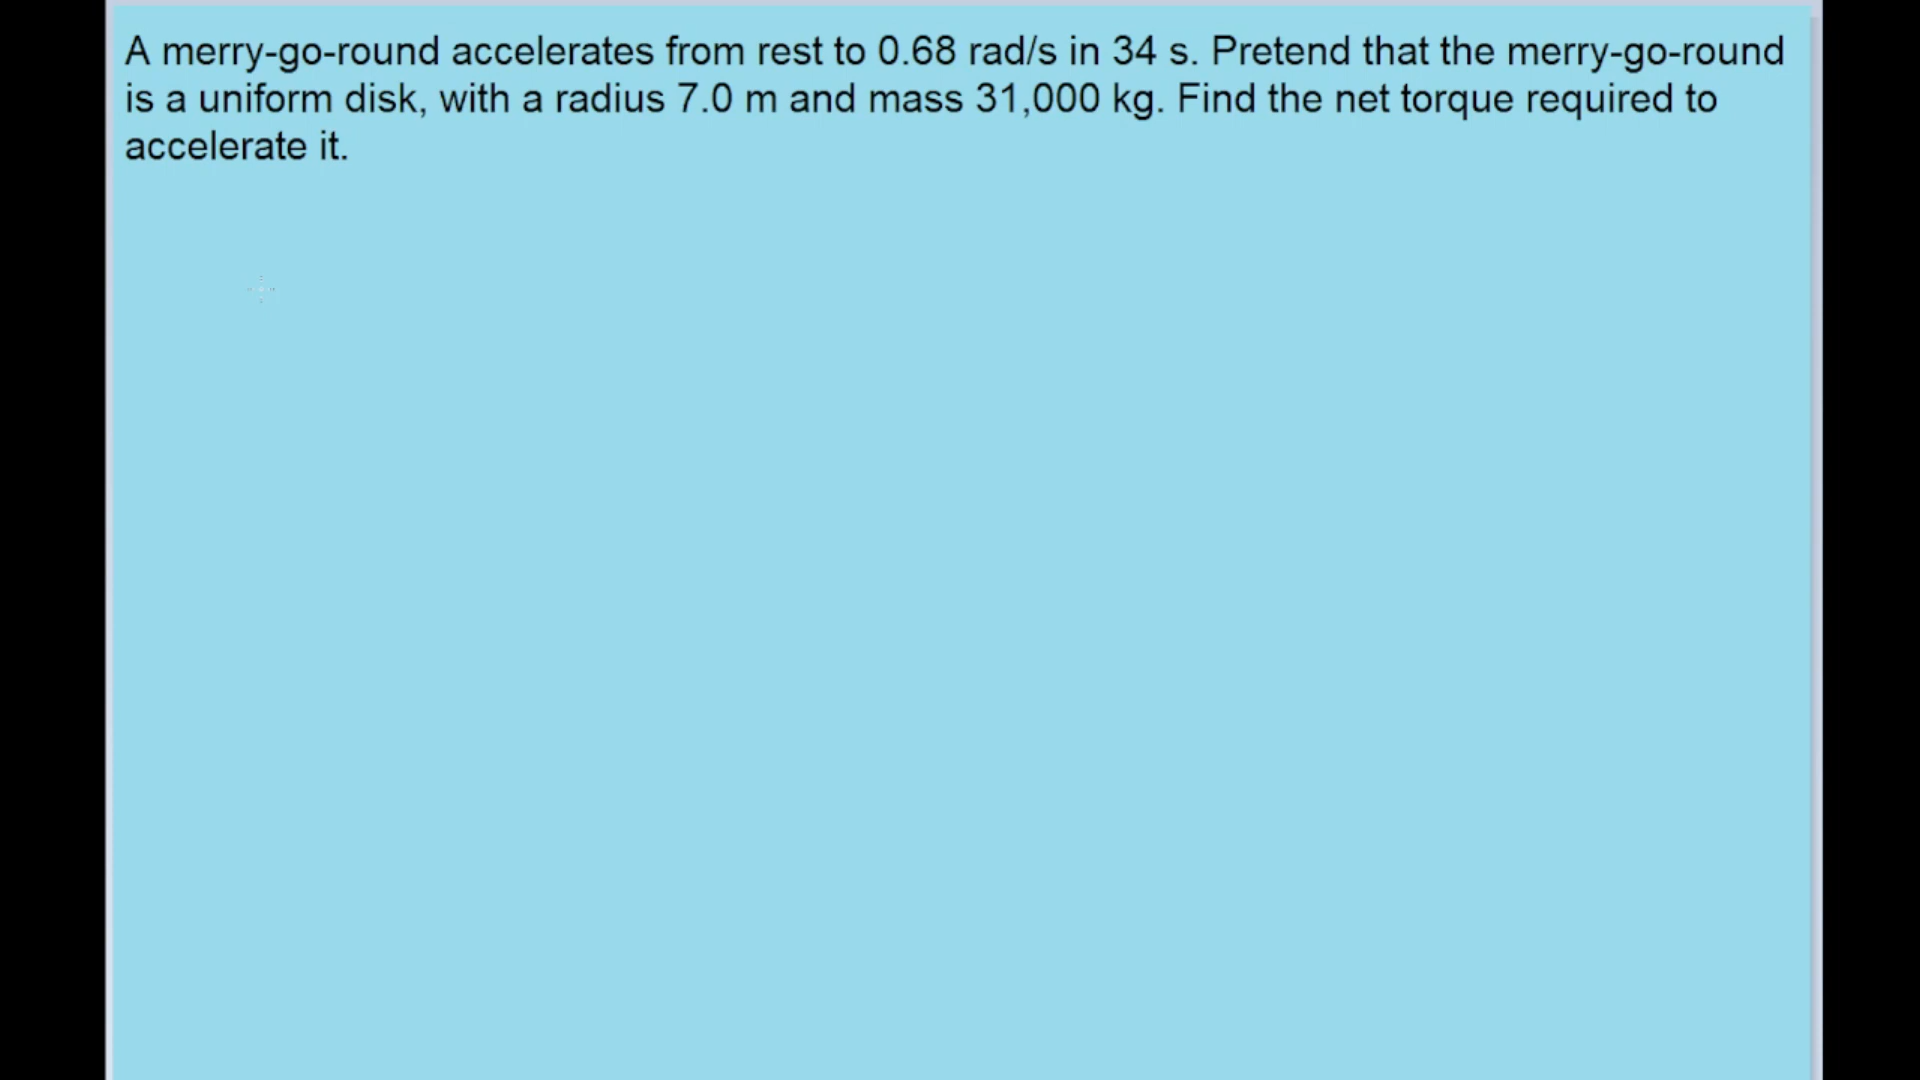 A merry-go-round accelerates from rest to 0.68 rad/s in 34 s. Pretend that the merry-go-round
is a uniform disk, with a radius 7.0 m and mass 31,000 kg. Find the net torque required to
accelerate it.